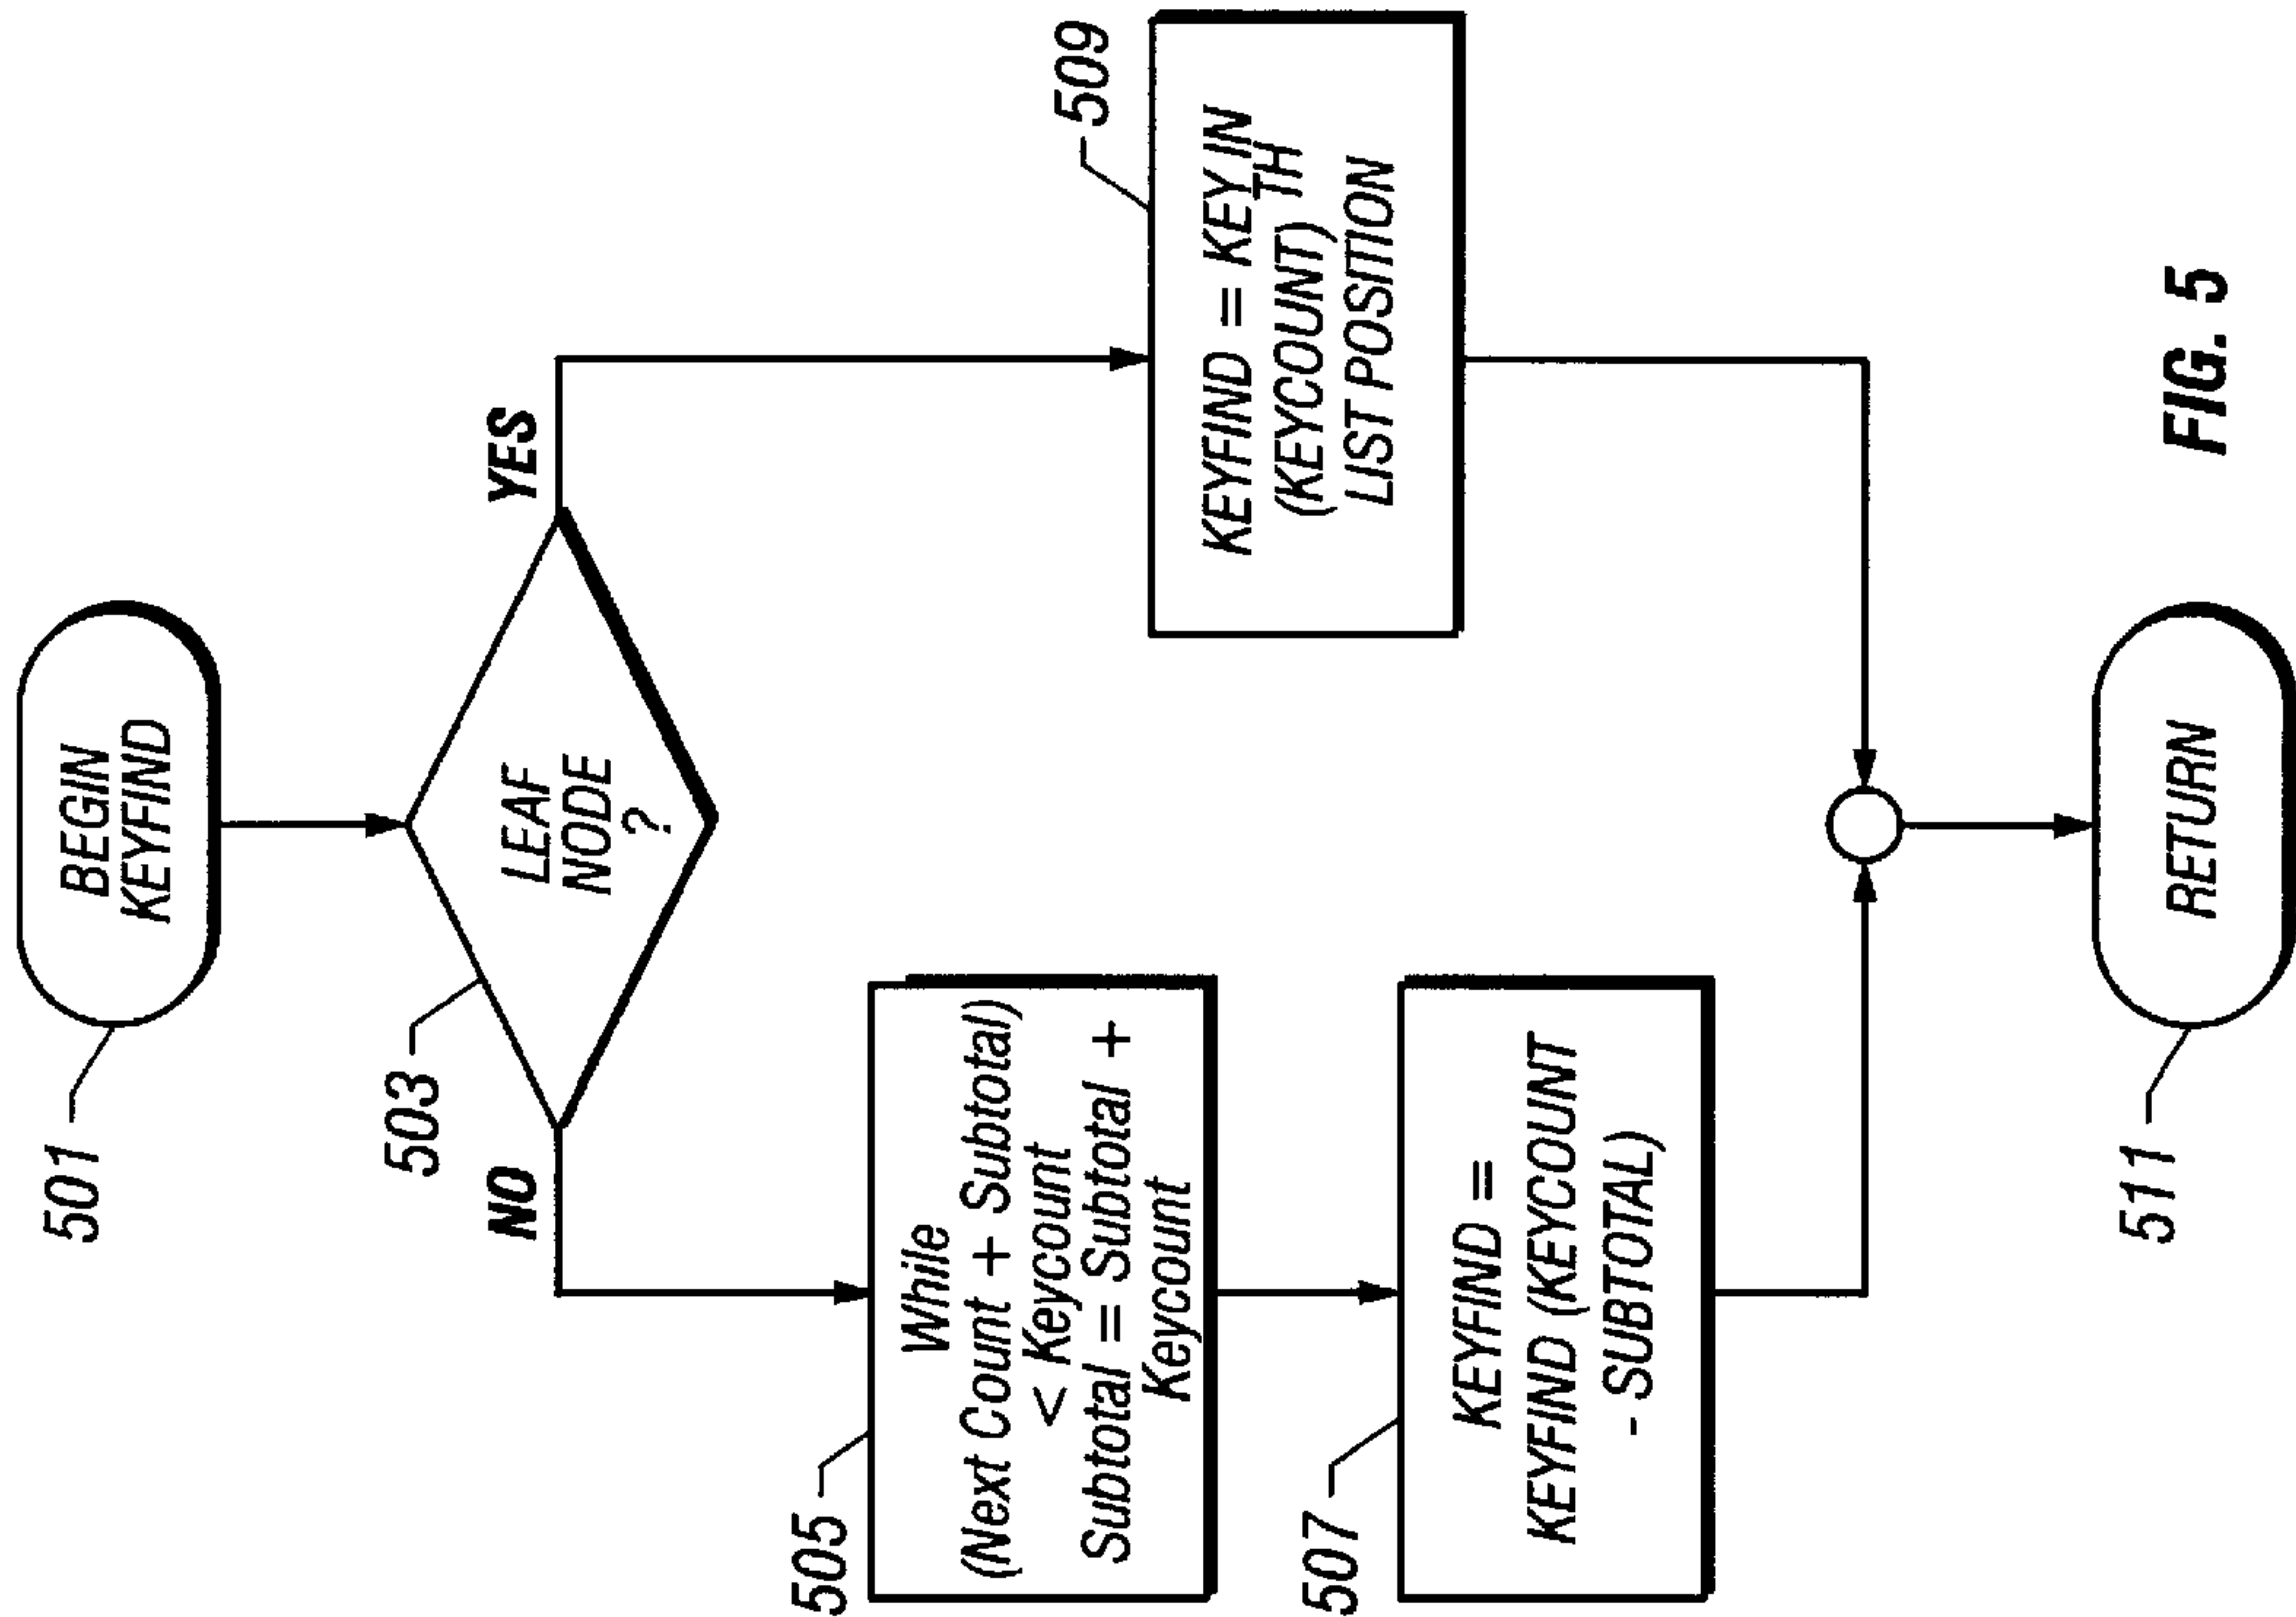 501
BEGIN
KEYFIND
503
LEAF
NODE
?
NO
YES
505
While
(Next Count + Subtotal)
< Keycount
Subtotal = Subtotal +
Keycount
507
KEYFIND =
KEYFIND (KEYCOUNT
- SUBTOTAL)
509
KEYFIND = KEY IN
(KEYCOUNT)TH
LIST POSITION
511
RETURN
FIG. 5